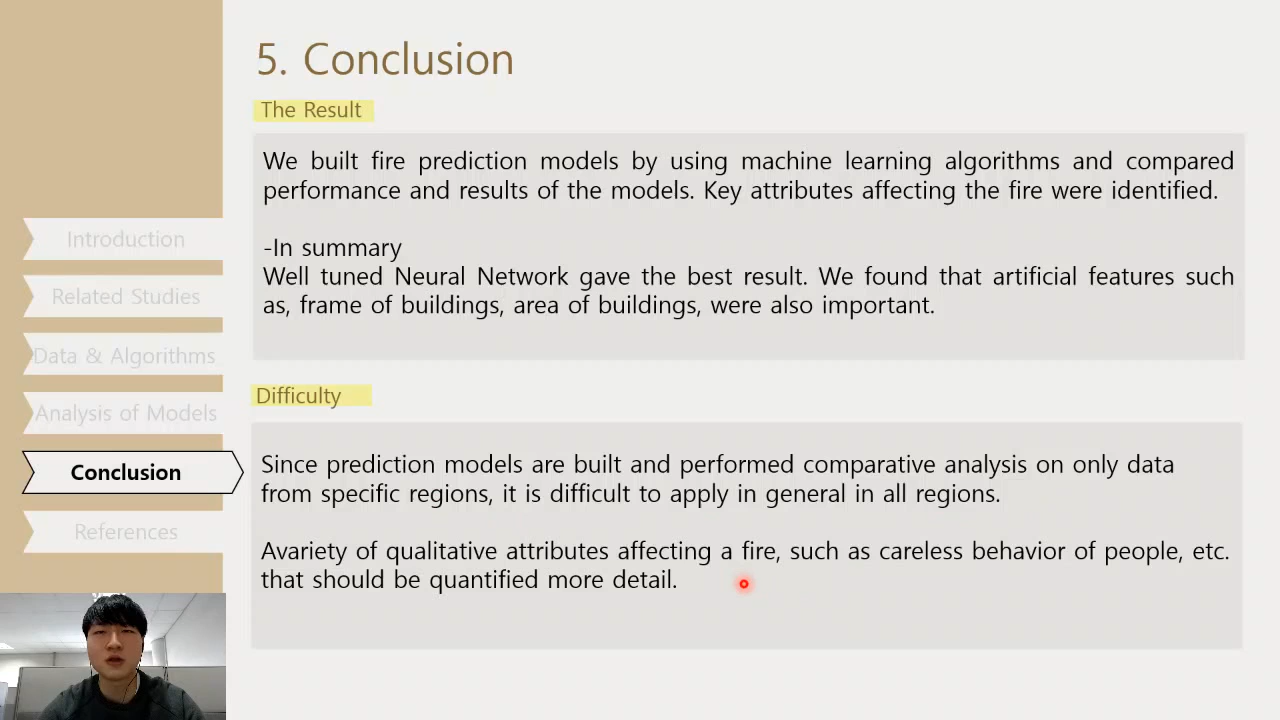 5. Conclusion
The Result
We built fire prediction models by using machine learning algorithms and compared
performance and results of the models. Key attributes affecting the fire were identified.
-In summary
Well tuned Neural Network gave the best result. We found that artificial features such
as, frame of buildings, area of buildings, were also important.
Introduction
Related Studies
Data & Algorithms
Analysis of Models
Conclusion
References
Difficulty
Since prediction models are built and performed comparative analysis on only data
from specific regions, it is difficult to apply in general in all regions.
Avariety of qualitative attributes affecting a fire, such as careless behavior of people, etc.
that should be quantified more detail.